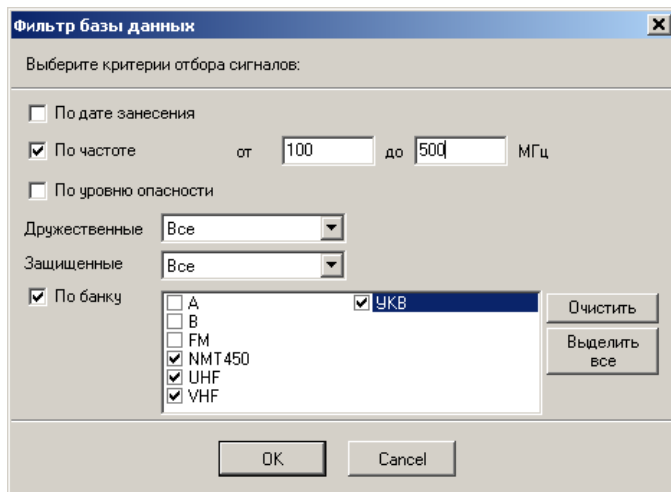 Фильтр базы данных
Выберите критерии отбора сигналов:
По дате занесения
По частоте от 100 до 500 МГц
По уровню опасности
Дружественные Все
Защищенные Все
По банку
A
B
FM
NMT450
UHF
VHF
УКВ
Очистить
Выделить
все
OK Cancel